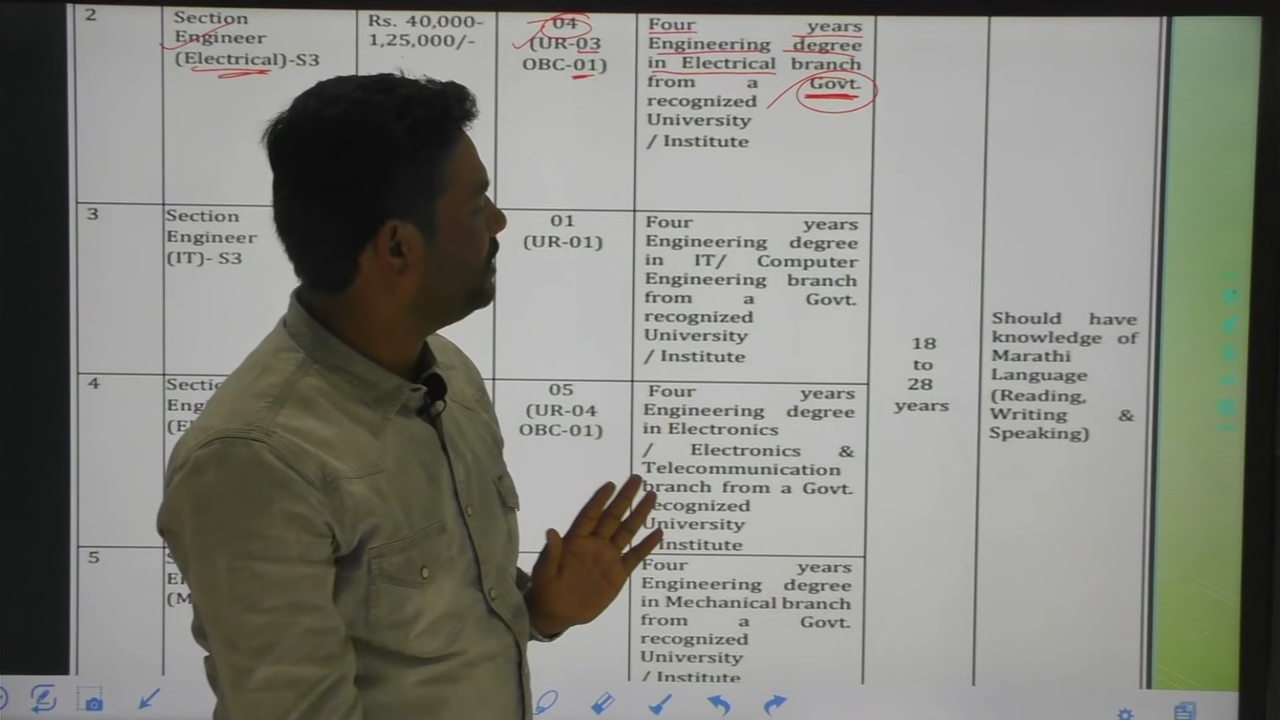 2
Section
Engineer
(Electrical)-S3
Rs. 40,000-
1,25,000/-
04
(UR-03
OBC-01)
Four years
Engineering degree
in Electrical branch
from a Govt.
recognized
University
/ Institute
3
Section
Engineer
(IT)- S3
01
(UR-01)
Four years
Engineering degree
in IT/ Computer
Engineering branch
from a Govt.
recognized
University
/ Institute
4
05
(UR-04
OBC-01)
Four years
Engineering degree
in Electronics
/ Electronics &
Telecommunication
branch from a Govt.
recognized
University
/ Institute
5
Four years
Engineering degree
in Mechanical branch
from a Govt.
recognized
University
/ Institute
18
to
28
years
Should have
knowledge of
Marathi
Language
(Reading,
Writing &
Speaking)